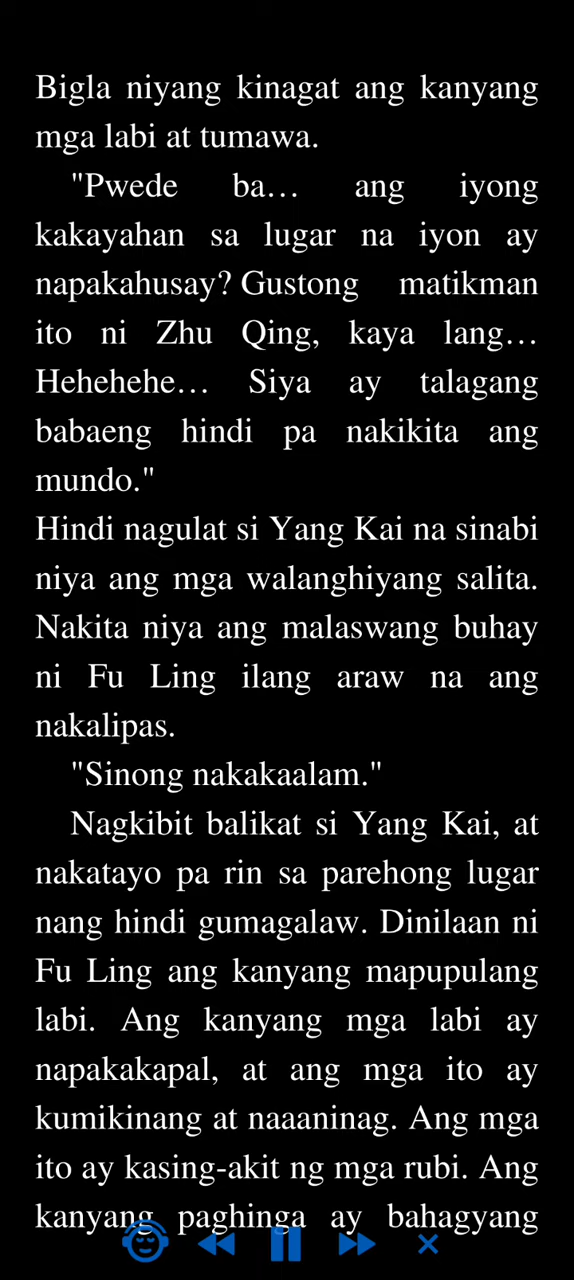 Bigla niyang kinagat ang kanyang
mga labi at tumawa.
"Pwede ba… ang iyong
kakayahan sa lugar na iyon ay
napakahusay? Gustong matikman
ito ni Zhu Qing, kaya lang…
Hehehehe… Siya ay talagang
babaeng hindi pa nakikita ang
mundo."
Hindi nagulat si Yang Kai na sinabi
niya ang mga walanghiyang salita.
Nakita niya ang malaswang buhay
ni Fu Ling ilang araw na ang
nakalipas.
"Sinong nakakaalam."
Nagkibit balikat si Yang Kai, at
nakatayo pa rin sa parehong lugar
nang hindi gumagalaw. Dinilaan ni
Fu Ling ang kanyang mapupulang
labi. Ang kanyang mga labi ay
napakakapal, at ang mga ito ay
kumikinang at naaaninag. Ang mga
ito ay kasing-akit ng mga rubi. Ang
kanyang paghinga ay bahagyang